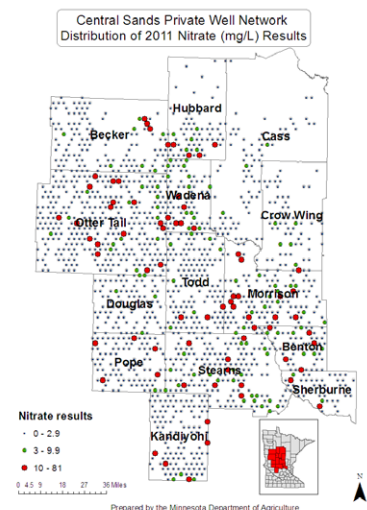 Central Sands Private Well Network
Distribution of 2011 Nitrate (mg/L) Results
Hubbard
Becker
Cass
Wadena
Crow Wing
Otter Tail
Todd
Morrison
Douglas
Benton
Pope
Stearns
Sherburne
Kandiyohi
Nitrate results
0 - 2.9
3 - 9.9
10 - 81
0 4.5 9 18 27 36 Miles
N
Prepared by the Minnesota Department of Agriculture